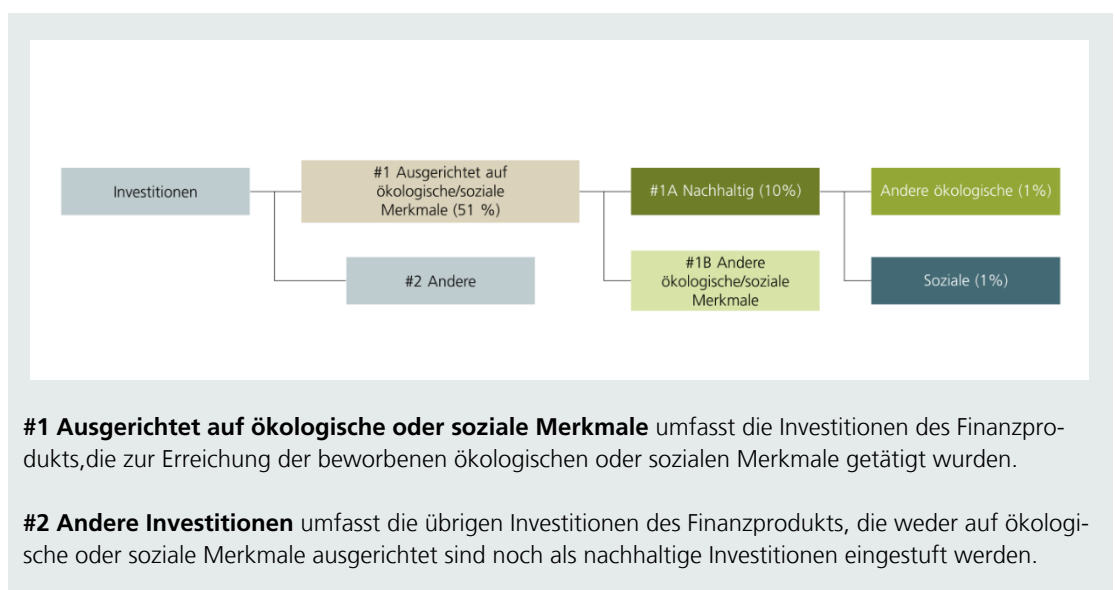 Investitionen
#1 Ausgerichtet auf
ökologische/soziale
Merkmale (51 %)
#1A Nachhaltig (10%)
Andere ökologische (1%)
#2 Andere
#1B Andere
ökologische/soziale
Merkmale
Soziale (1%)
#1 Ausgerichtet auf ökologische oder soziale Merkmale umfasst die Investitionen des Finanzpro-
dukts,die zur Erreichung der beworbenen ökologischen oder sozialen Merkmale getätigt wurden.
#2 Andere Investitionen umfasst die übrigen Investitionen des Finanzprodukts, die weder auf ökologi-
sche oder soziale Merkmale ausgerichtet sind noch als nachhaltige Investitionen eingestuft werden.